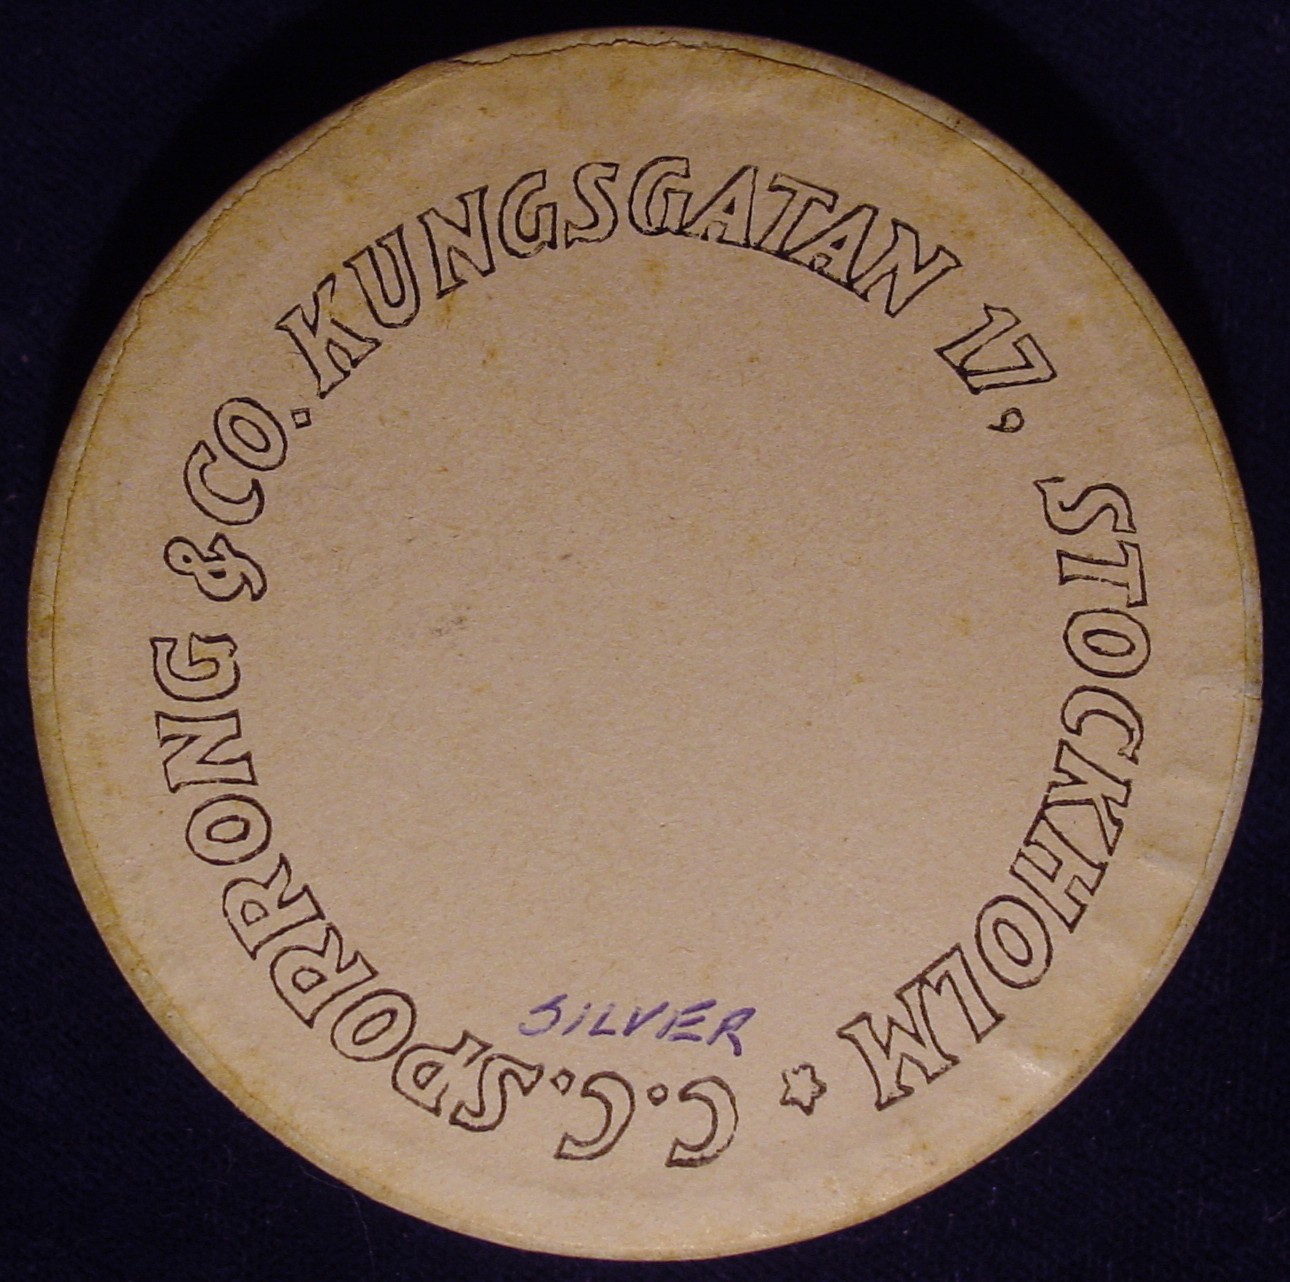 C.C.SPORRONG & CO. KUNGSGATAN 17, STOCKHOLM
SILVER